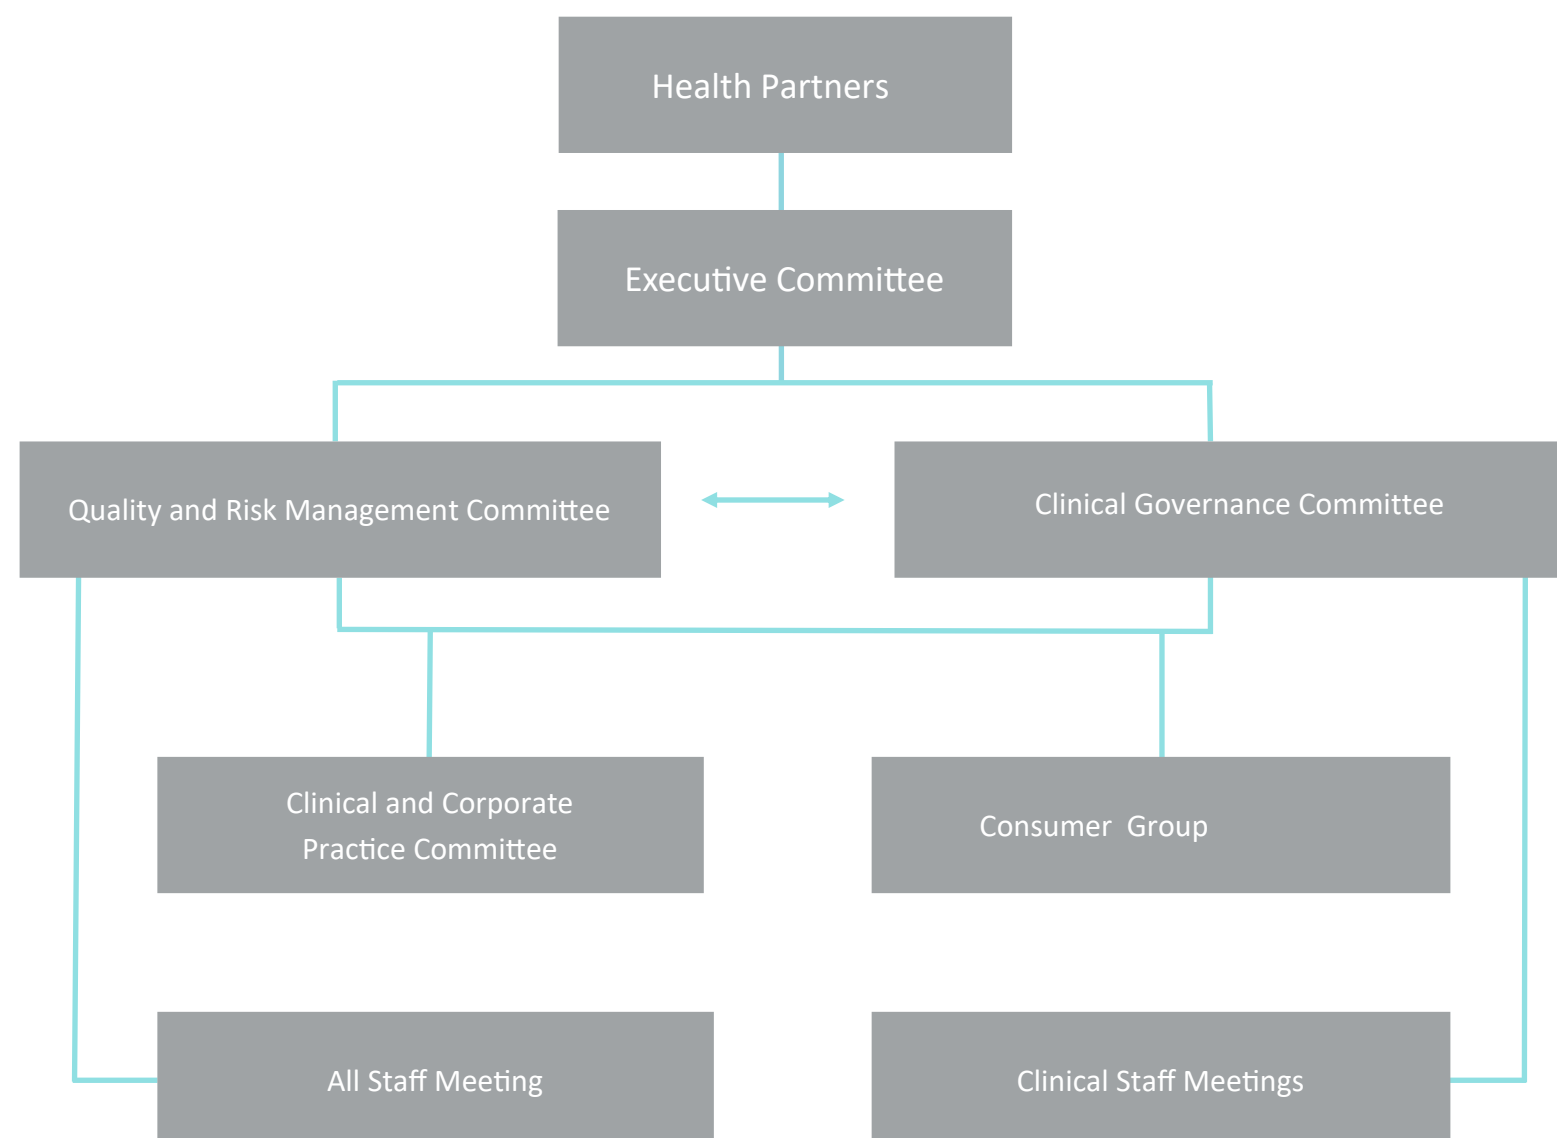 Health Partners
Executive Committee
Quality and Risk Management Committee
Clinical Governance Committee
Clinical and Corporate
Practice Committee
Consumer Group
All Staff Meeting
Clinical Staff Meetings